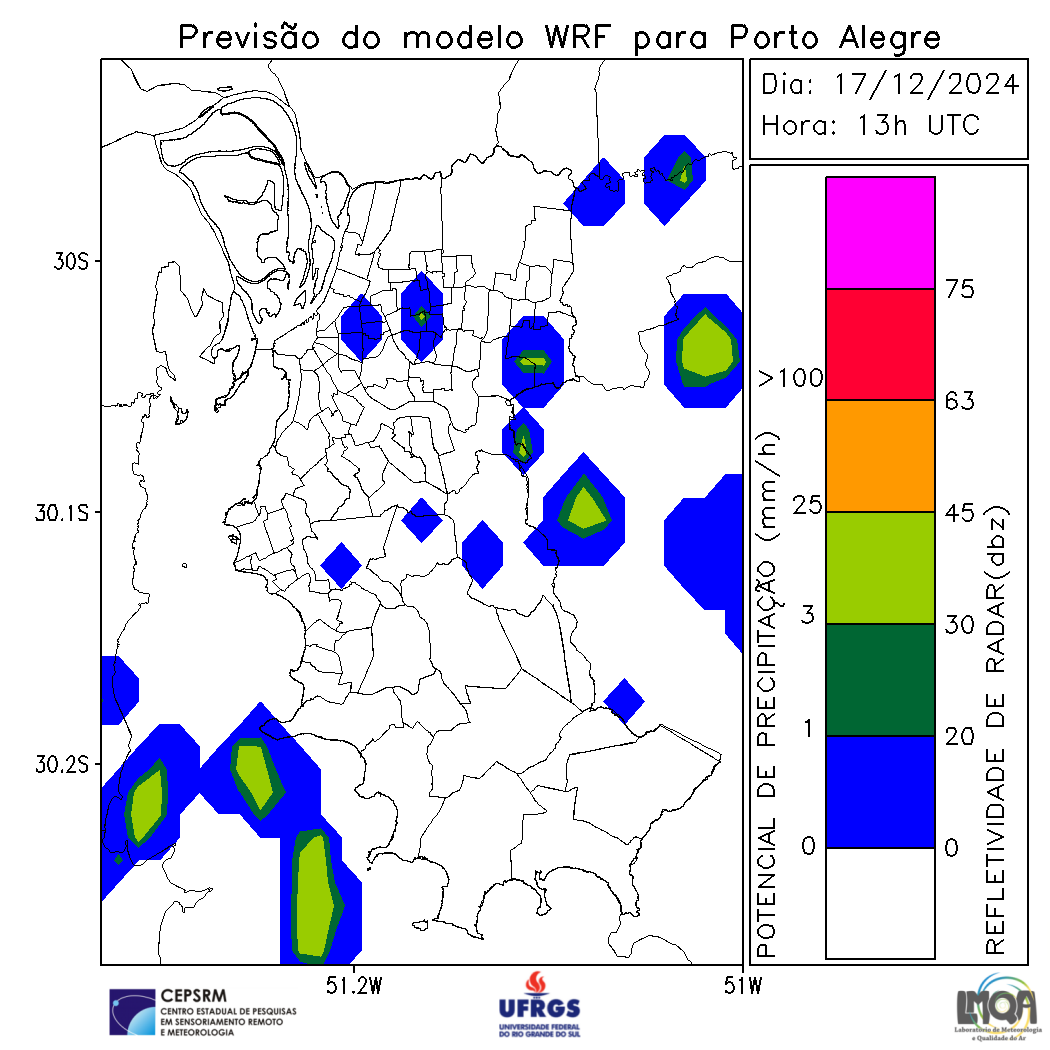 Previsão do modelo WRF para Porto Alegre
Dia: 17/12/2024
Hora: 13h UTC
30S
30.1S
30.2S
51.2W
51W
POTENCIAL DE PRECIPITAÇÃO (mm/h)
>100
25
3
1
0
75
63
45
30
20
0
REFLETIVIDADE DE RADAR(dbz)
CEPSRM
CENTRO ESTADUAL DE PESQUISAS
EM SENSORIAMENTO REMOTO
E METEOROLOGIA
UFRGS
UNIVERSIDADE FEDERAL
DO RIO GRANDE DO SUL
LMQA
Laboratório de Meteorologia
e Qualidade do Ar